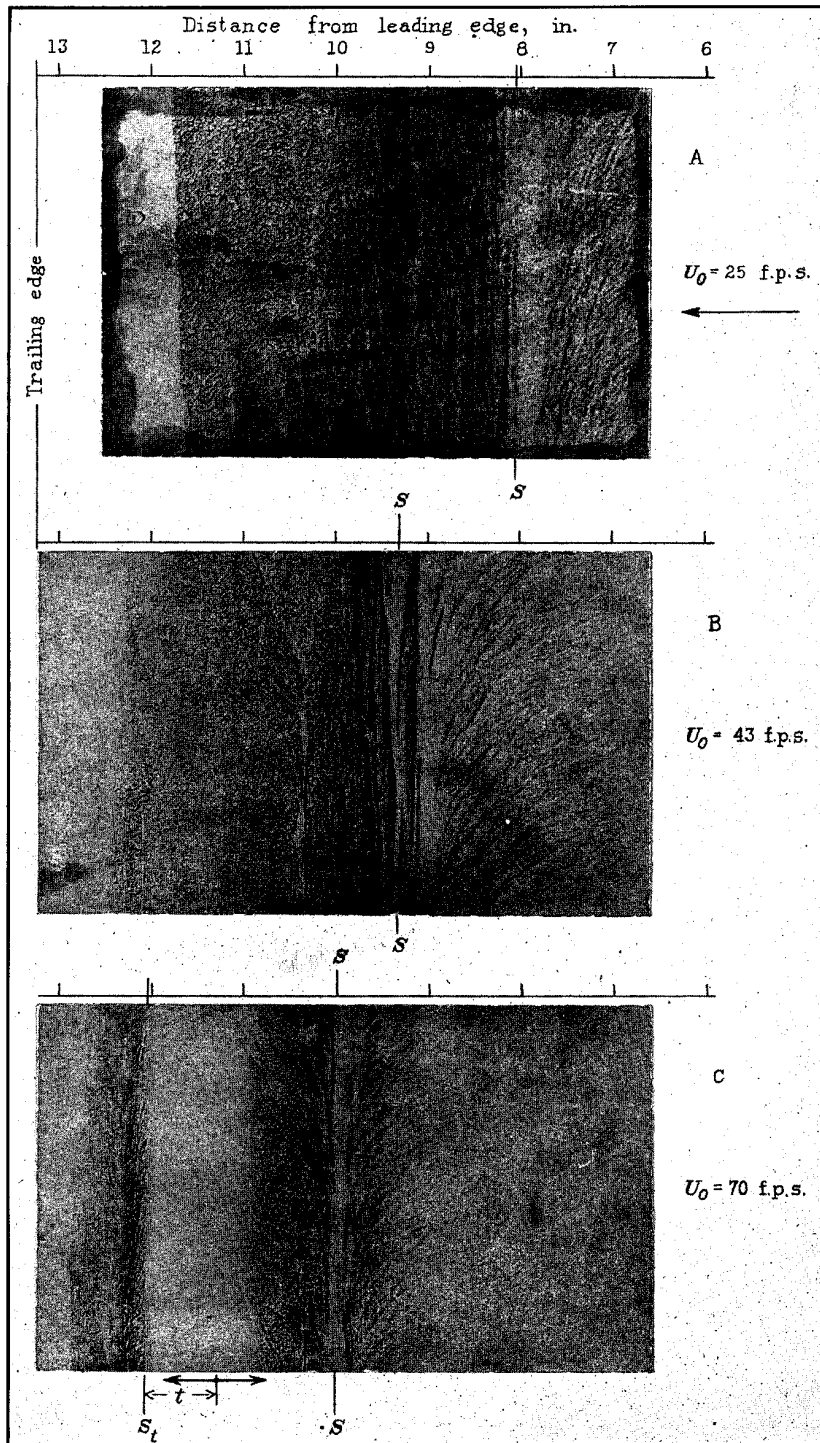 Distance from leading edge, in.
13 12 11 10 9 8 7 6
A
Trailing edge
U₀ = 25 f.p.s.
S
S
B
U₀ = 43 f.p.s.
S
S
C
U₀ = 70 f.p.s.
t
Sₜ
S